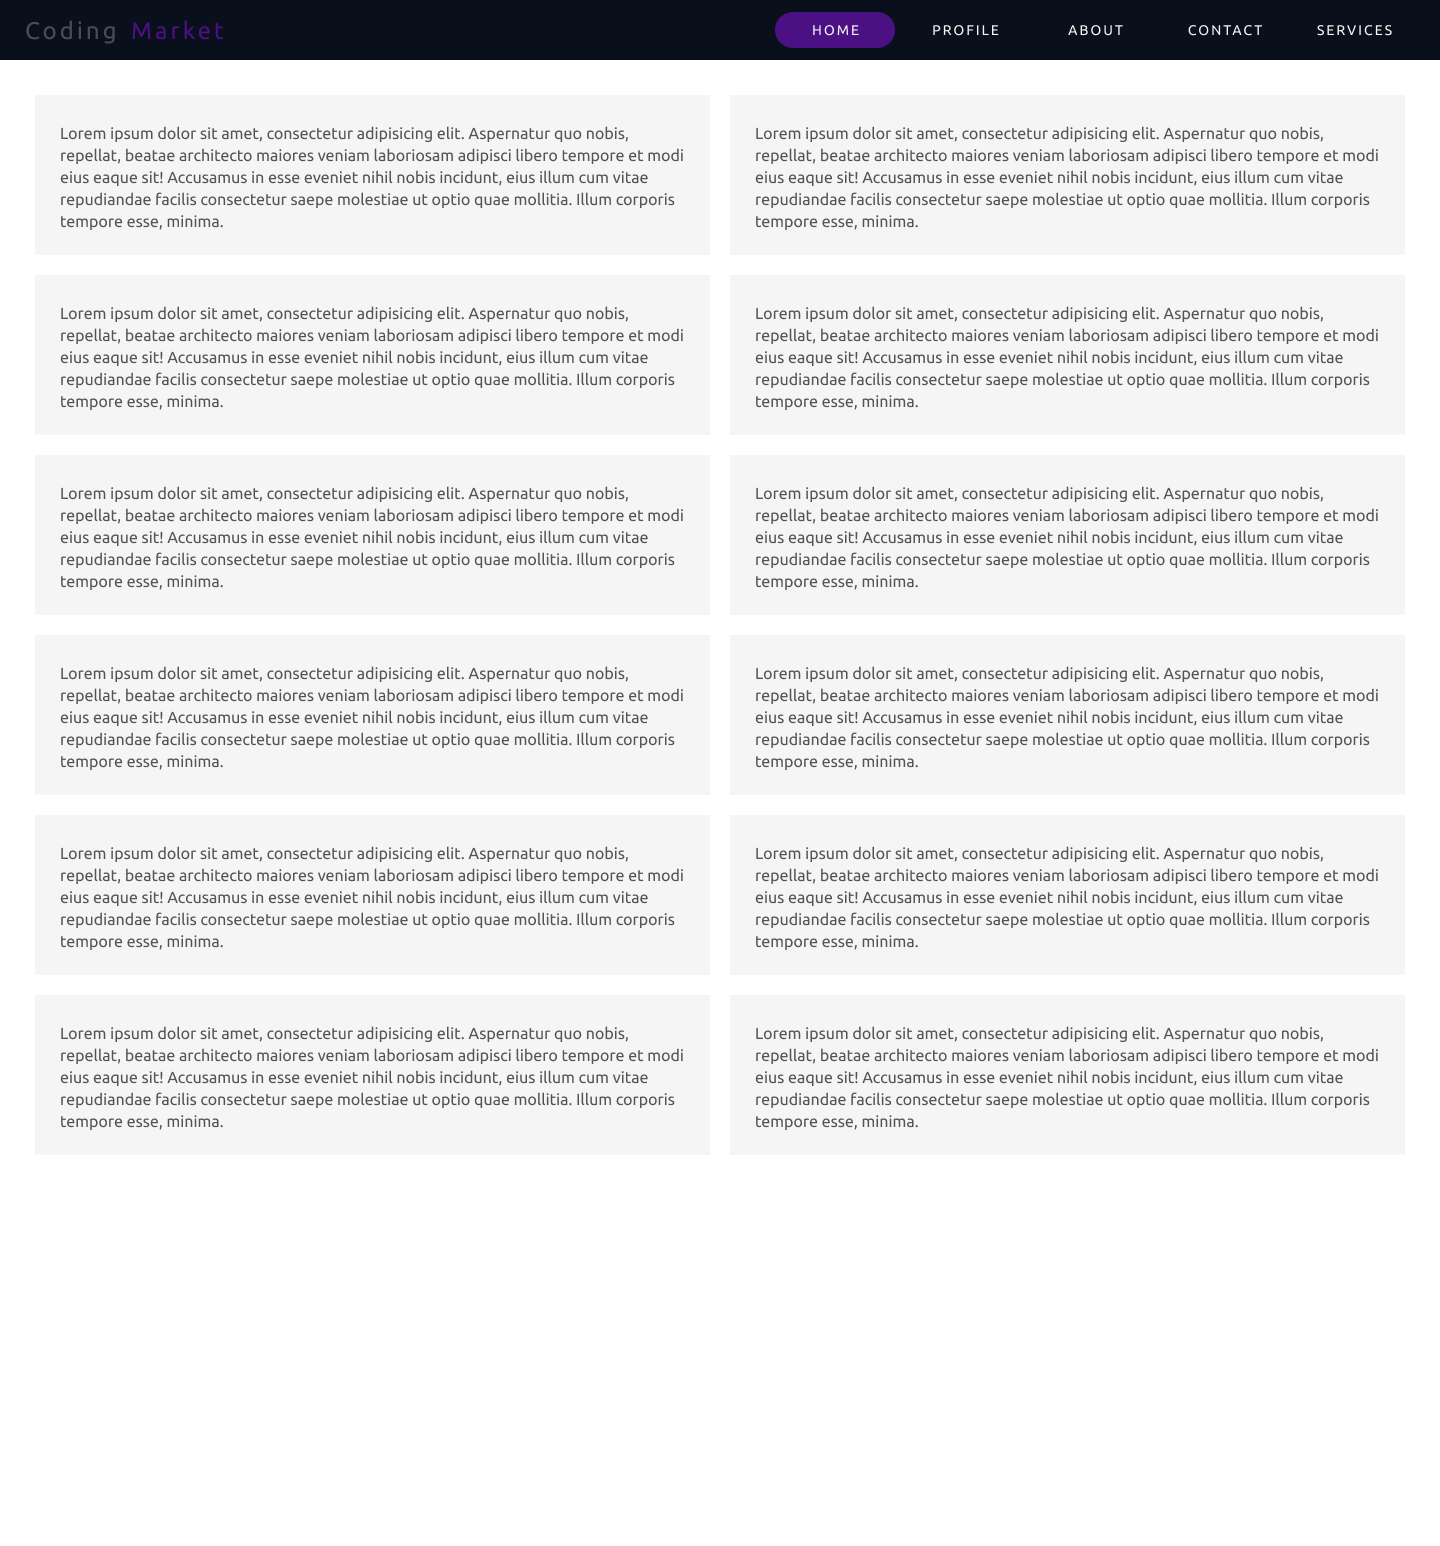 Coding Market
HOME PROFILE ABOUT CONTACT SERVICES
Lorem ipsum dolor sit amet, consectetur adipisicing elit. Aspernatur quo nobis,
repellat, beatae architecto maiores veniam laboriosam adipisci libero tempore et modi
eius eaque sit! Accusamus in esse eveniet nihil nobis incidunt, eius illum cum vitae
repudiandae facilis consectetur saepe molestiae ut optio quae mollitia. Illum corporis
tempore esse, minima.
Lorem ipsum dolor sit amet, consectetur adipisicing elit. Aspernatur quo nobis,
repellat, beatae architecto maiores veniam laboriosam adipisci libero tempore et modi
eius eaque sit! Accusamus in esse eveniet nihil nobis incidunt, eius illum cum vitae
repudiandae facilis consectetur saepe molestiae ut optio quae mollitia. Illum corporis
tempore esse, minima.
Lorem ipsum dolor sit amet, consectetur adipisicing elit. Aspernatur quo nobis,
repellat, beatae architecto maiores veniam laboriosam adipisci libero tempore et modi
eius eaque sit! Accusamus in esse eveniet nihil nobis incidunt, eius illum cum vitae
repudiandae facilis consectetur saepe molestiae ut optio quae mollitia. Illum corporis
tempore esse, minima.
Lorem ipsum dolor sit amet, consectetur adipisicing elit. Aspernatur quo nobis,
repellat, beatae architecto maiores veniam laboriosam adipisci libero tempore et modi
eius eaque sit! Accusamus in esse eveniet nihil nobis incidunt, eius illum cum vitae
repudiandae facilis consectetur saepe molestiae ut optio quae mollitia. Illum corporis
tempore esse, minima.
Lorem ipsum dolor sit amet, consectetur adipisicing elit. Aspernatur quo nobis,
repellat, beatae architecto maiores veniam laboriosam adipisci libero tempore et modi
eius eaque sit! Accusamus in esse eveniet nihil nobis incidunt, eius illum cum vitae
repudiandae facilis consectetur saepe molestiae ut optio quae mollitia. Illum corporis
tempore esse, minima.
Lorem ipsum dolor sit amet, consectetur adipisicing elit. Aspernatur quo nobis,
repellat, beatae architecto maiores veniam laboriosam adipisci libero tempore et modi
eius eaque sit! Accusamus in esse eveniet nihil nobis incidunt, eius illum cum vitae
repudiandae facilis consectetur saepe molestiae ut optio quae mollitia. Illum corporis
tempore esse, minima.
Lorem ipsum dolor sit amet, consectetur adipisicing elit. Aspernatur quo nobis,
repellat, beatae architecto maiores veniam laboriosam adipisci libero tempore et modi
eius eaque sit! Accusamus in esse eveniet nihil nobis incidunt, eius illum cum vitae
repudiandae facilis consectetur saepe molestiae ut optio quae mollitia. Illum corporis
tempore esse, minima.
Lorem ipsum dolor sit amet, consectetur adipisicing elit. Aspernatur quo nobis,
repellat, beatae architecto maiores veniam laboriosam adipisci libero tempore et modi
eius eaque sit! Accusamus in esse eveniet nihil nobis incidunt, eius illum cum vitae
repudiandae facilis consectetur saepe molestiae ut optio quae mollitia. Illum corporis
tempore esse, minima.
Lorem ipsum dolor sit amet, consectetur adipisicing elit. Aspernatur quo nobis,
repellat, beatae architecto maiores veniam laboriosam adipisci libero tempore et modi
eius eaque sit! Accusamus in esse eveniet nihil nobis incidunt, eius illum cum vitae
repudiandae facilis consectetur saepe molestiae ut optio quae mollitia. Illum corporis
tempore esse, minima.
Lorem ipsum dolor sit amet, consectetur adipisicing elit. Aspernatur quo nobis,
repellat, beatae architecto maiores veniam laboriosam adipisci libero tempore et modi
eius eaque sit! Accusamus in esse eveniet nihil nobis incidunt, eius illum cum vitae
repudiandae facilis consectetur saepe molestiae ut optio quae mollitia. Illum corporis
tempore esse, minima.
Lorem ipsum dolor sit amet, consectetur adipisicing elit. Aspernatur quo nobis,
repellat, beatae architecto maiores veniam laboriosam adipisci libero tempore et modi
eius eaque sit! Accusamus in esse eveniet nihil nobis incidunt, eius illum cum vitae
repudiandae facilis consectetur saepe molestiae ut optio quae mollitia. Illum corporis
tempore esse, minima.
Lorem ipsum dolor sit amet, consectetur adipisicing elit. Aspernatur quo nobis,
repellat, beatae architecto maiores veniam laboriosam adipisci libero tempore et modi
eius eaque sit! Accusamus in esse eveniet nihil nobis incidunt, eius illum cum vitae
repudiandae facilis consectetur saepe molestiae ut optio quae mollitia. Illum corporis
tempore esse, minima.